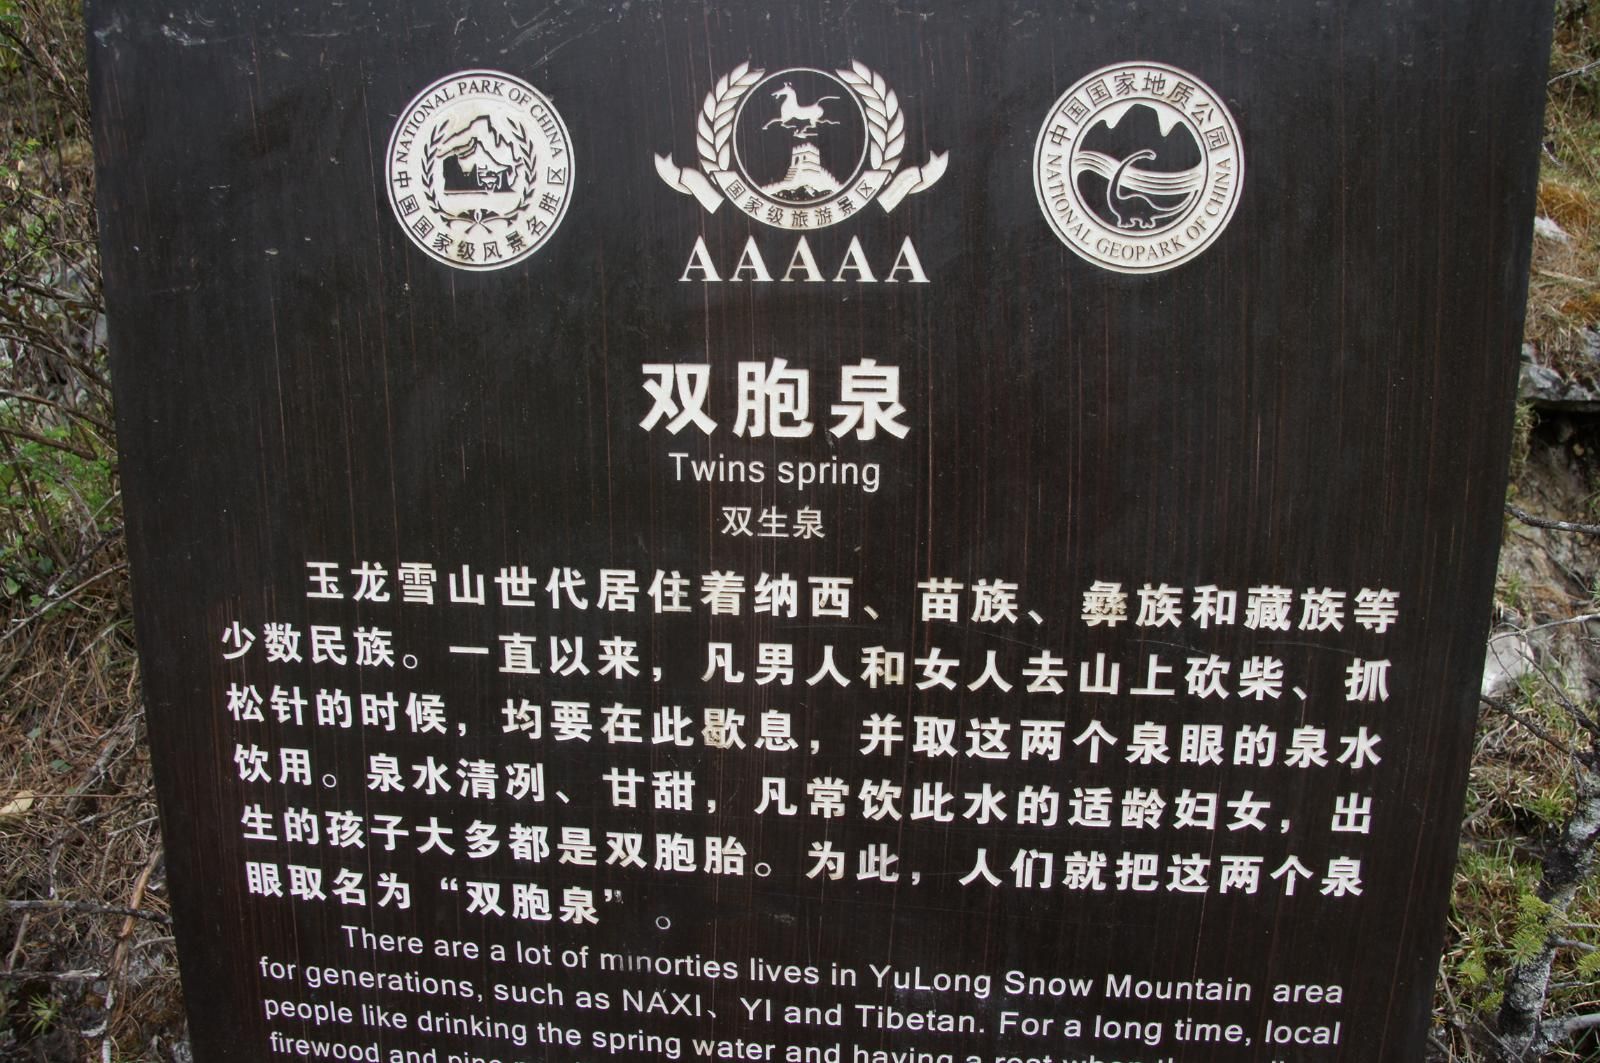 NATIONAL PARK OF CHINA
中国国家级风景名胜区
国家级旅游景区
AAAAA
中国国家地质公园
NATIONAL GEOPARK OF CHINA
双胞泉
Twins spring
双生泉
玉龙雪山世代居住着纳西、苗族、彝族和藏族等
少数民族。一直以来，凡男人和女人去山上砍柴、抓
松针的时候，均要在此歇息，并取这两个泉眼的泉水
饮用。泉水清冽、甘甜，凡常饮此水的适龄妇女，出
生的孩子大多都是双胞胎。为此，人们就把这两个泉
眼取名为“双胞泉”。
There are a lot of minorties lives in YuLong Snow Mountain area
for generations, such as NAXI、YI and Tibetan. For a long time, local
people like drinking the spring water and having a rest when
firewood and pine